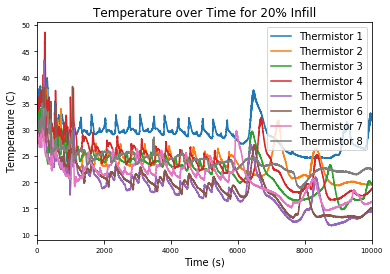 Temperature over Time for 20% Infill
Temperature (C)
50
45
40
35
30
25
20
15
10
Thermistor 1
Thermistor 2
Thermistor 3
Thermistor 4
Thermistor 5
Thermistor 6
Thermistor 7
Thermistor 8
0 2000 4000 6000 8000 10000
Time (s)